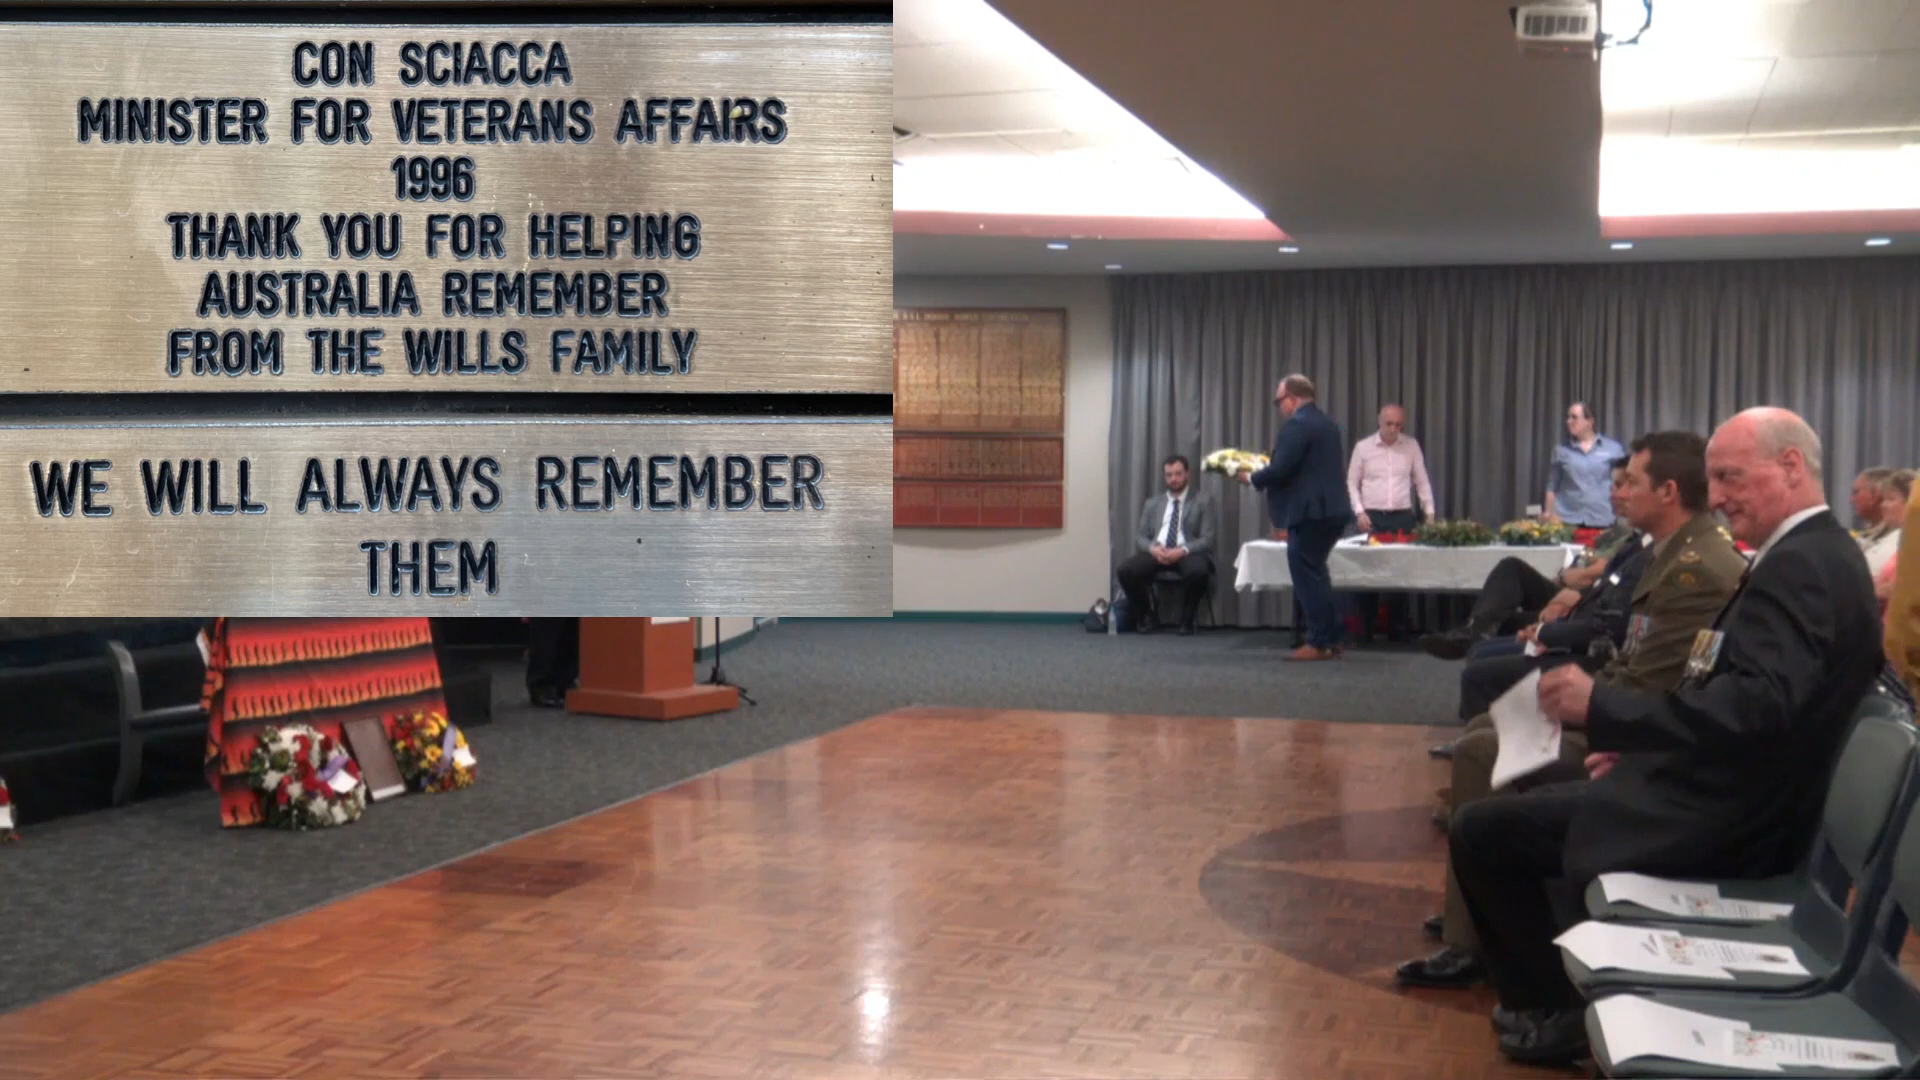 CON SCIACCA
MINISTER FOR VETERANS AFFAIRS
1996
THANK YOU FOR HELPING
AUSTRALIA REMEMBER
FROM THE WILLS FAMILY
WE WILL ALWAYS REMEMBER
THEM